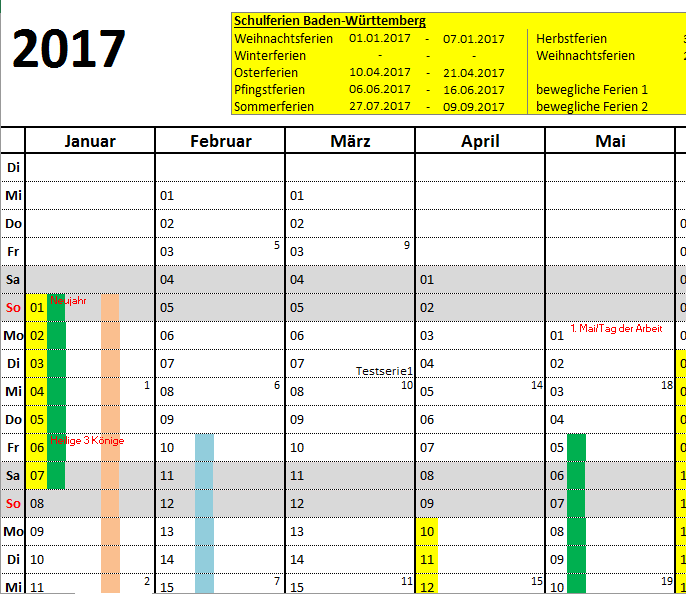 2017
Schulferien Baden-Württemberg
Weihnachtsferien 01.01.2017 - 07.01.2017 Herbstferien
Winterferien - - - Weihnachtsferien
Osterferien 10.04.2017 - 21.04.2017
Pfingstferien 06.06.2017 - 16.06.2017 bewegliche Ferien 1
Sommerferien 27.07.2017 - 09.09.2017 bewegliche Ferien 2
Januar Februar März April Mai
Di
Mi 01 01
Do 02 02
Fr 03 5 03 9
Sa 04 04 01
So 01 Neujahr 05 05 02
Mo 02 06 06 03 01 1. Mai/Tag der Arbeit
Di 03 07 07 Testserie1 04 02
Mi 04 1 08 6 08 10 05 14 03 18
Do 05 09 09 06 04
Fr 06 Heilige 3 Könige 10 10 07 05
Sa 07 11 11 08 06
So 08 12 12 09 07
Mo 09 13 13 10 08
Di 10 14 14 11 09
Mi 11 2 15 7 15 11 12 15 10 19